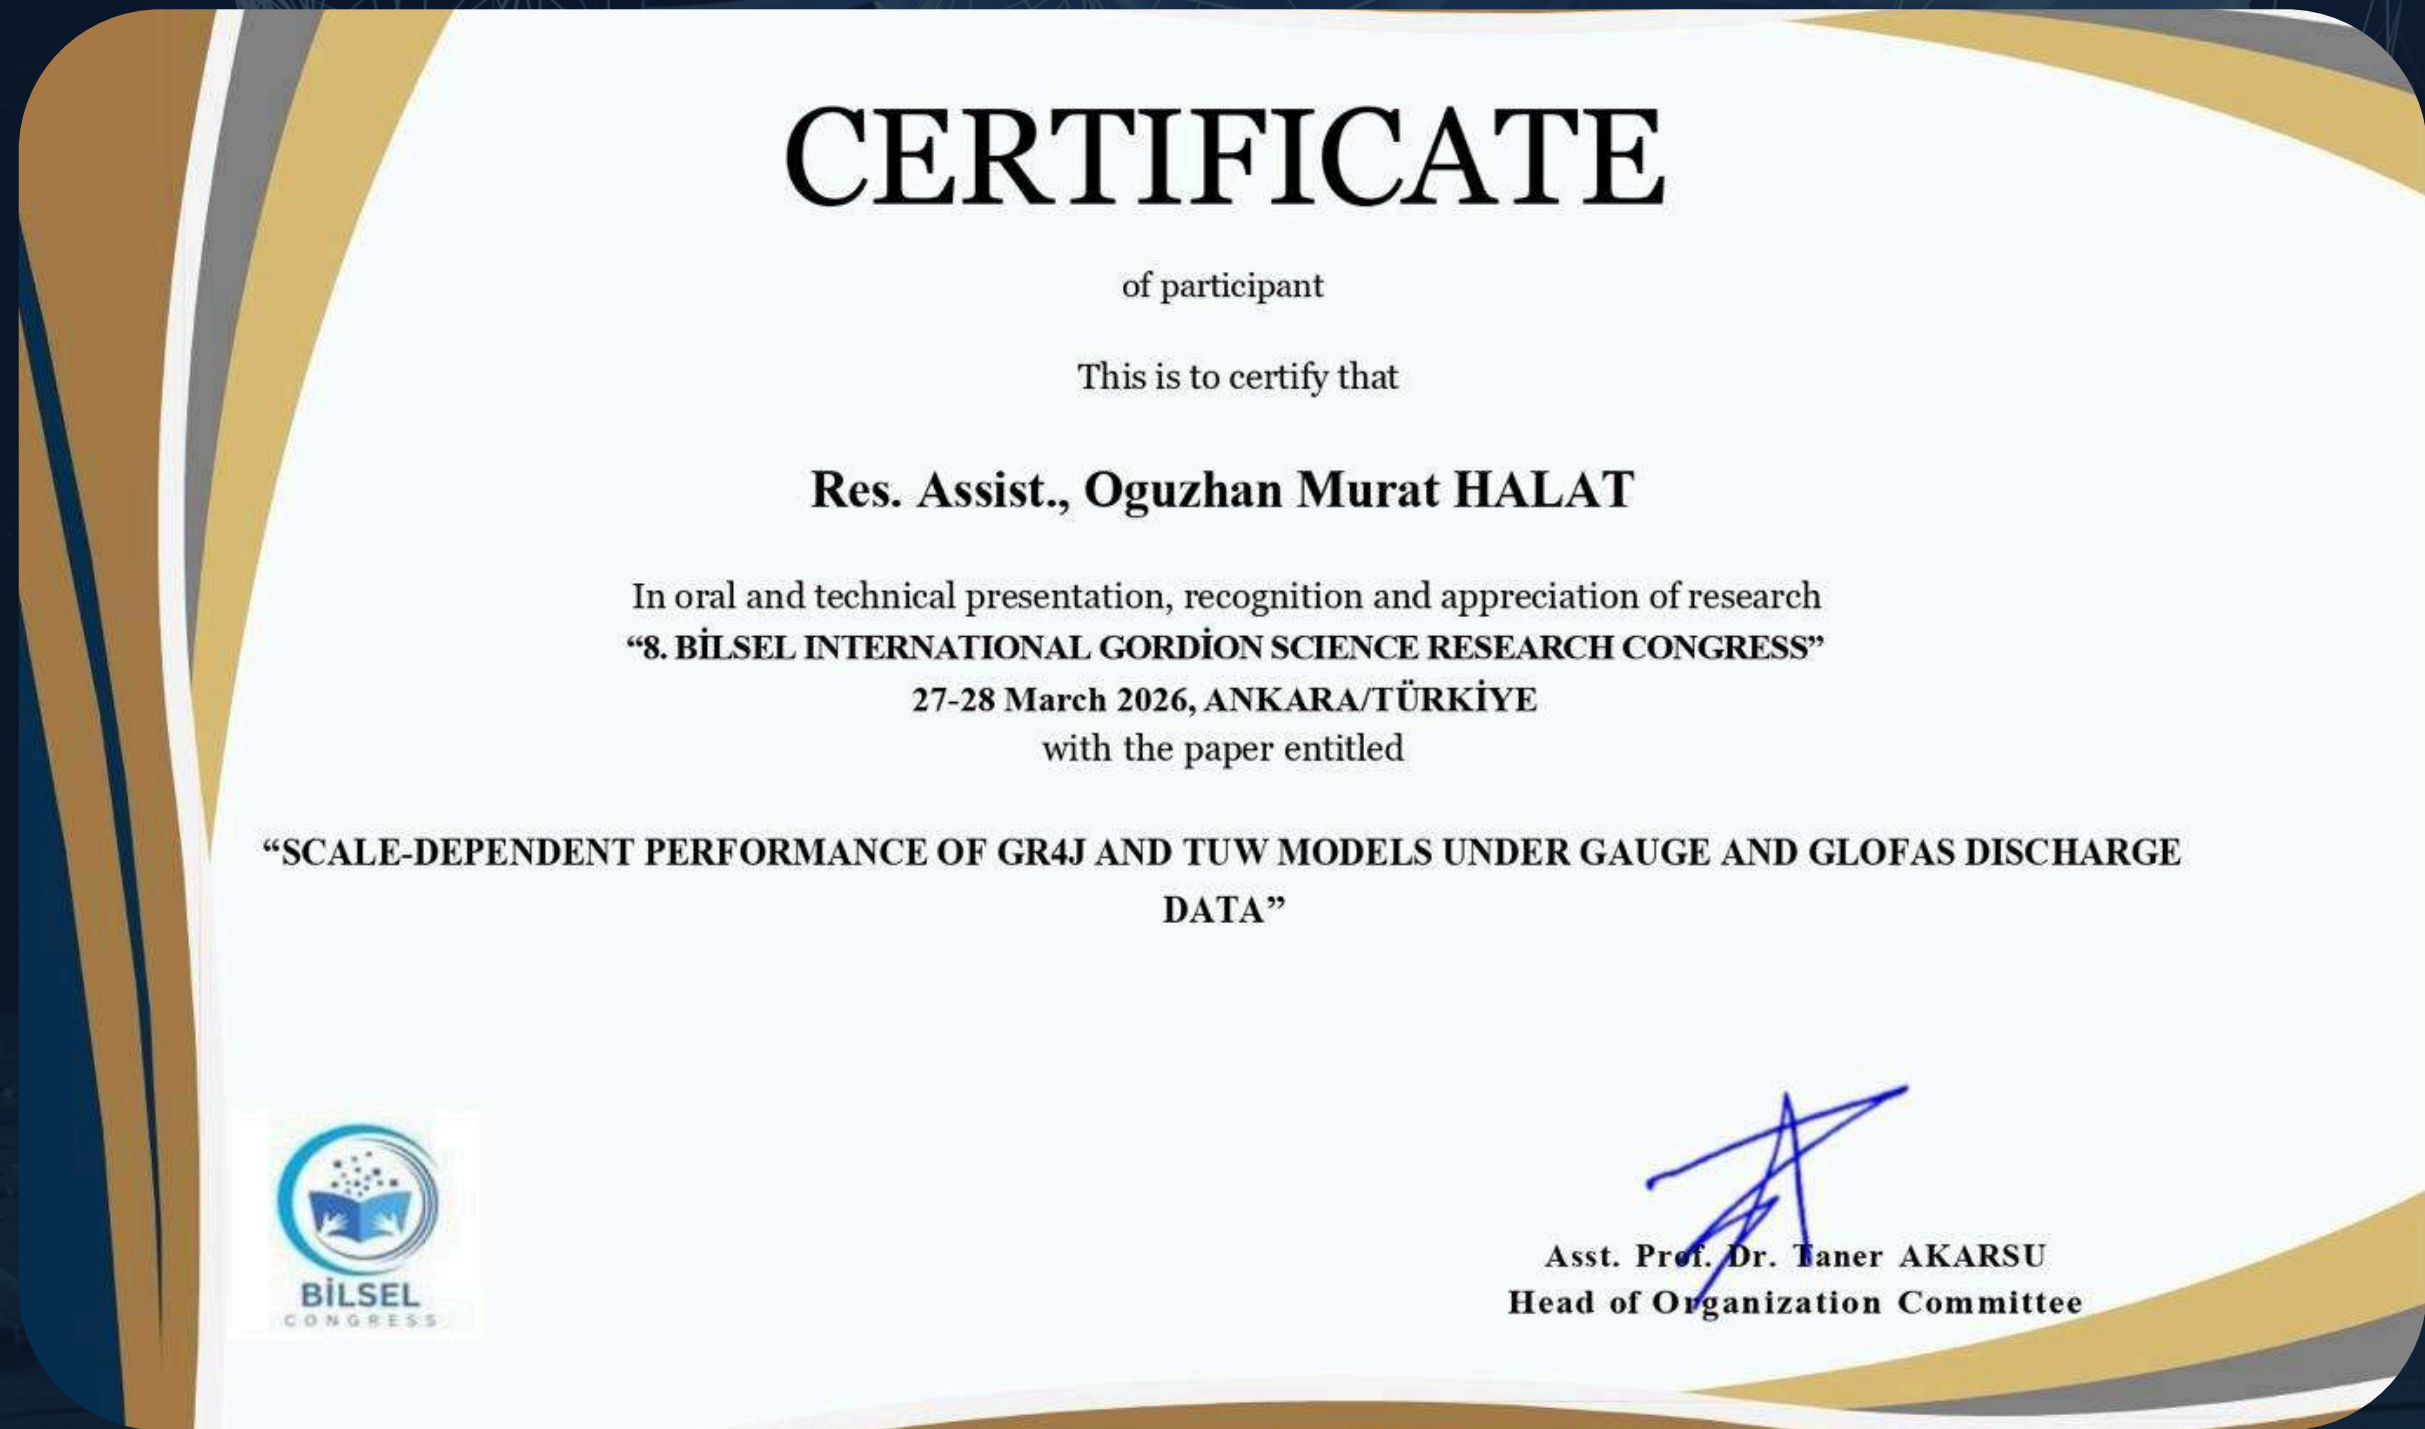 CERTIFICATE
of participant
This is to certify that
Res. Assist., Oguzhan Murat HALAT
In oral and technical presentation, recognition and appreciation of research
“8. BİLSEL INTERNATIONAL GORDİON SCIENCE RESEARCH CONGRESS”
27-28 March 2026, ANKARA/TÜRKİYE
with the paper entitled
“SCALE-DEPENDENT PERFORMANCE OF GR4J AND TUW MODELS UNDER GAUGE AND GLOFAS DISCHARGE
DATA”
BİLSEL
CONGRESS
Asst. Prof. Dr. Taner AKARSU
Head of Organization Committee